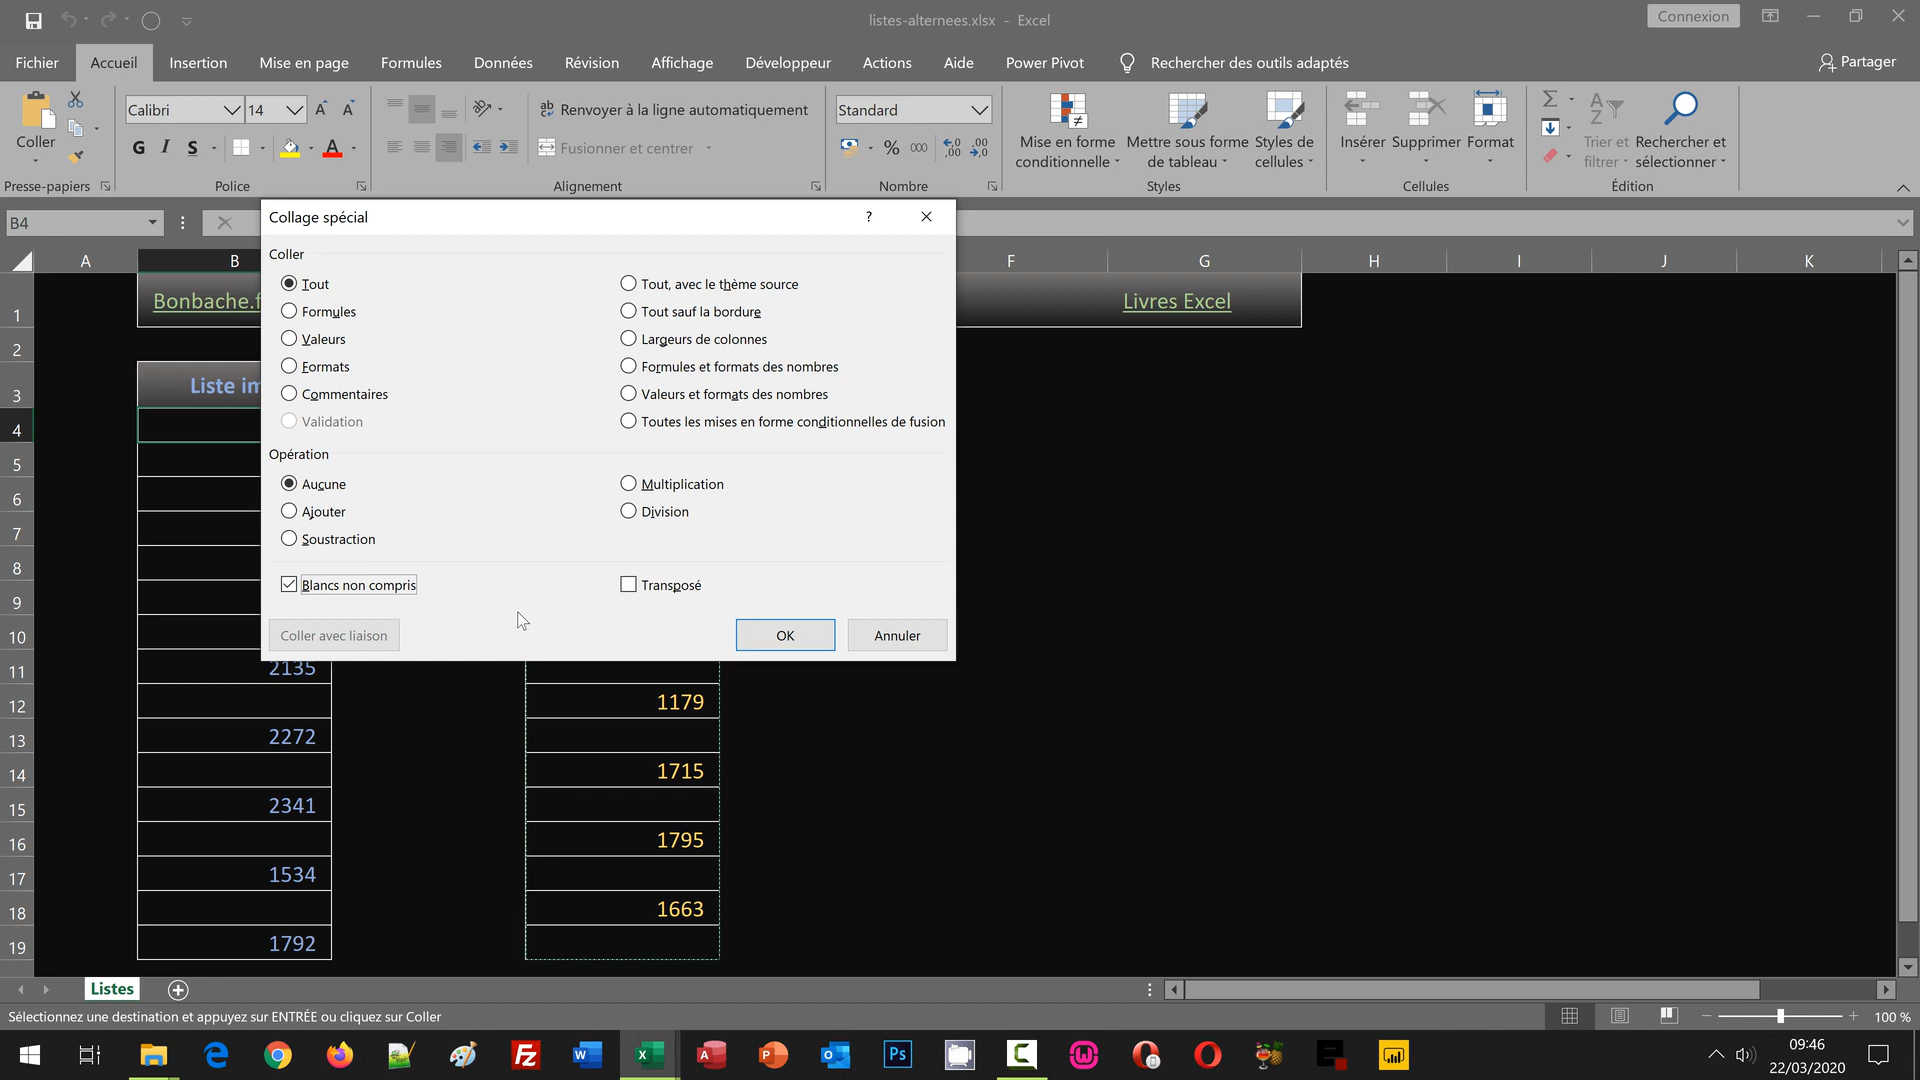 listes-alternees.xlsx - Excel
Connexion
Fichier Accueil Insertion Mise en page Formules Données Révision Affichage Développeur Actions Aide Power Pivot Rechercher des outils adaptés Partager
Coller
Calibri 14
Renvoyer à la ligne automatiquement
Standard
G I S
Fusionner et centrer
% 000
Mise en forme conditionnelle
Mettre sous forme de tableau
Styles de cellules
Insérer Supprimer Format
Trier et filtrer
Rechercher et sélectionner
Presse-papiers Police Alignement Nombre Styles Cellules Édition
B4
Collage spécial ?
Coller
Tout
Tout, avec le thème source
Formules
Tout sauf la bordure
Valeurs
Largeurs de colonnes
Formats
Formules et formats des nombres
Commentaires
Valeurs et formats des nombres
Validation
Toutes les mises en forme conditionnelles de fusion
Opération
Aucune
Multiplication
Ajouter
Division
Soustraction
Blancs non compris
Transposé
Coller avec liaison
OK
Annuler
A B F G H I J K
1 Bonbache.f Livres Excel
2
3 Liste im
4
5
6
7
8
9
10
11 2135
12 1179
13 2272
14 1715
15 2341
16 1795
17 1534
18 1663
19 1792
Listes
Sélectionnez une destination et appuyez sur ENTRÉE ou cliquez sur Coller
100 %
09:46
22/03/2020